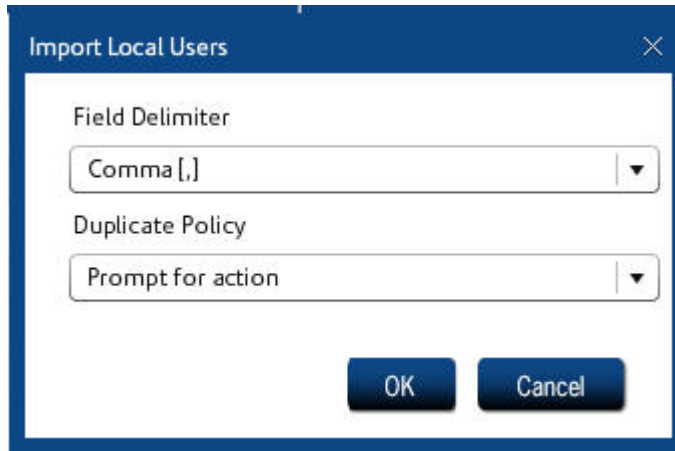 Import Local Users
Field Delimiter
Comma [,]
Duplicate Policy
Prompt for action
OK Cancel